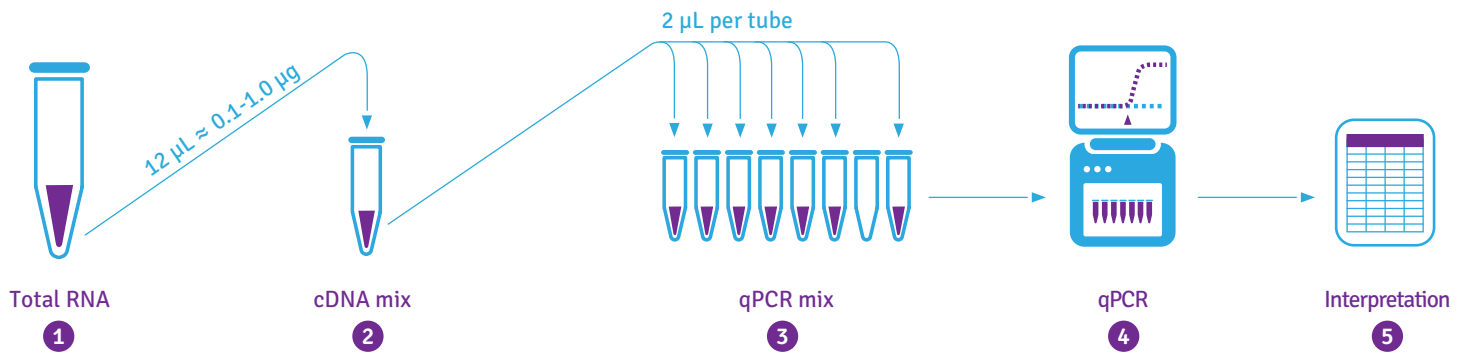 2 µL per tube
12 µL ≈ 0.1-1.0 µg
Total RNA
1
cDNA mix
2
qPCR mix
3
qPCR
4
Interpretation
5